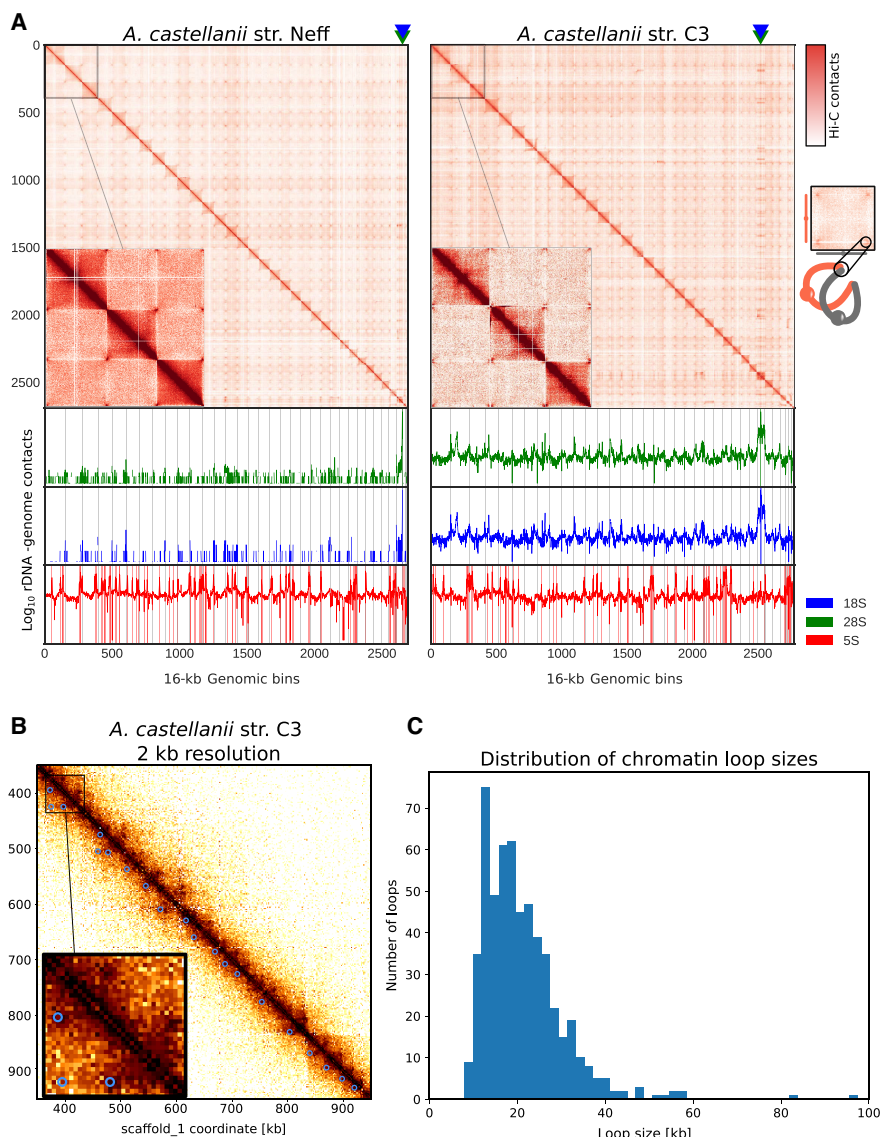 A
A. castellanii str. Neff
A. castellanii str. C3
0
500
1000
1500
2000
2500
Hi-C contacts
Log10 rDNA -genome contacts
0 500 1000 1500 2000 2500
0 500 1000 1500 2000 2500
16-kb Genomic bins
16-kb Genomic bins
18S
28S
5S
B
A. castellanii str. C3
2 kb resolution
400
500
600
700
800
900
400 500 600 700 800 900
scaffold_1 coordinate [kb]
C
Distribution of chromatin loop sizes
Number of loops
70
60
50
40
30
20
10
0
0 20 40 60 80 100
Loop size [kb]